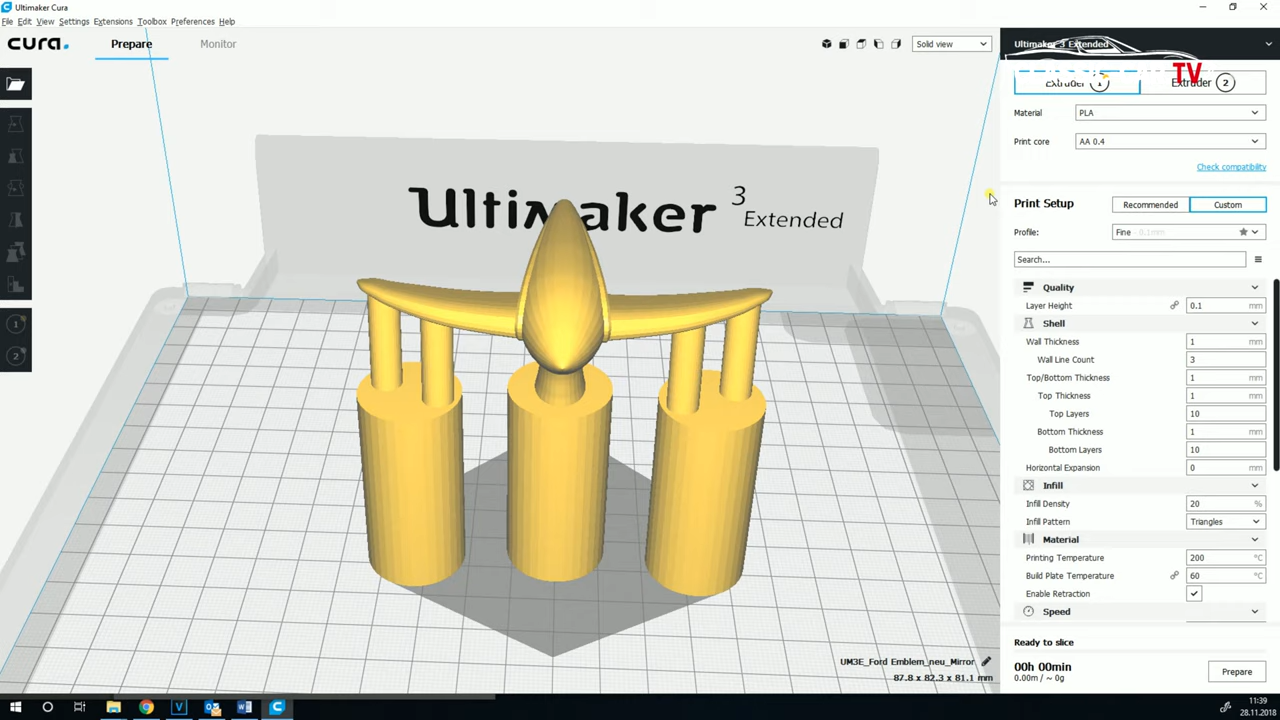 Ultimaker Cura
File Edit View Settings Extensions Toolbox Preferences Help
cura.
Prepare
Monitor
Solid view
Ultimaker 3 Extended
TV
Extruder 1
Extruder 2
Material PLA
Print core AA 0.4
Check compatibility
Ultimaker 3
Extended
Print Setup Recommended Custom
Profile: Fine - 0.1mm
Search...
Quality
Layer Height 0.1 mm
Shell
Wall Thickness 1 mm
Wall Line Count 3
Top/Bottom Thickness 1 mm
Top Thickness 1 mm
Top Layers 10
Bottom Thickness 1 mm
Bottom Layers 10
Horizontal Expansion 0 mm
Infill
Infill Density 20 %
Infill Pattern Triangles
Material
Printing Temperature 200 °C
Build Plate Temperature 60 °C
Enable Retraction
Speed
1
2
UM3E_Ford Emblem_neu_Mirror
87.8 x 82.3 x 81.1 mm
Ready to slice
00h 00min
0.00m / ~ 0g
Prepare
11:39
28.11.2018